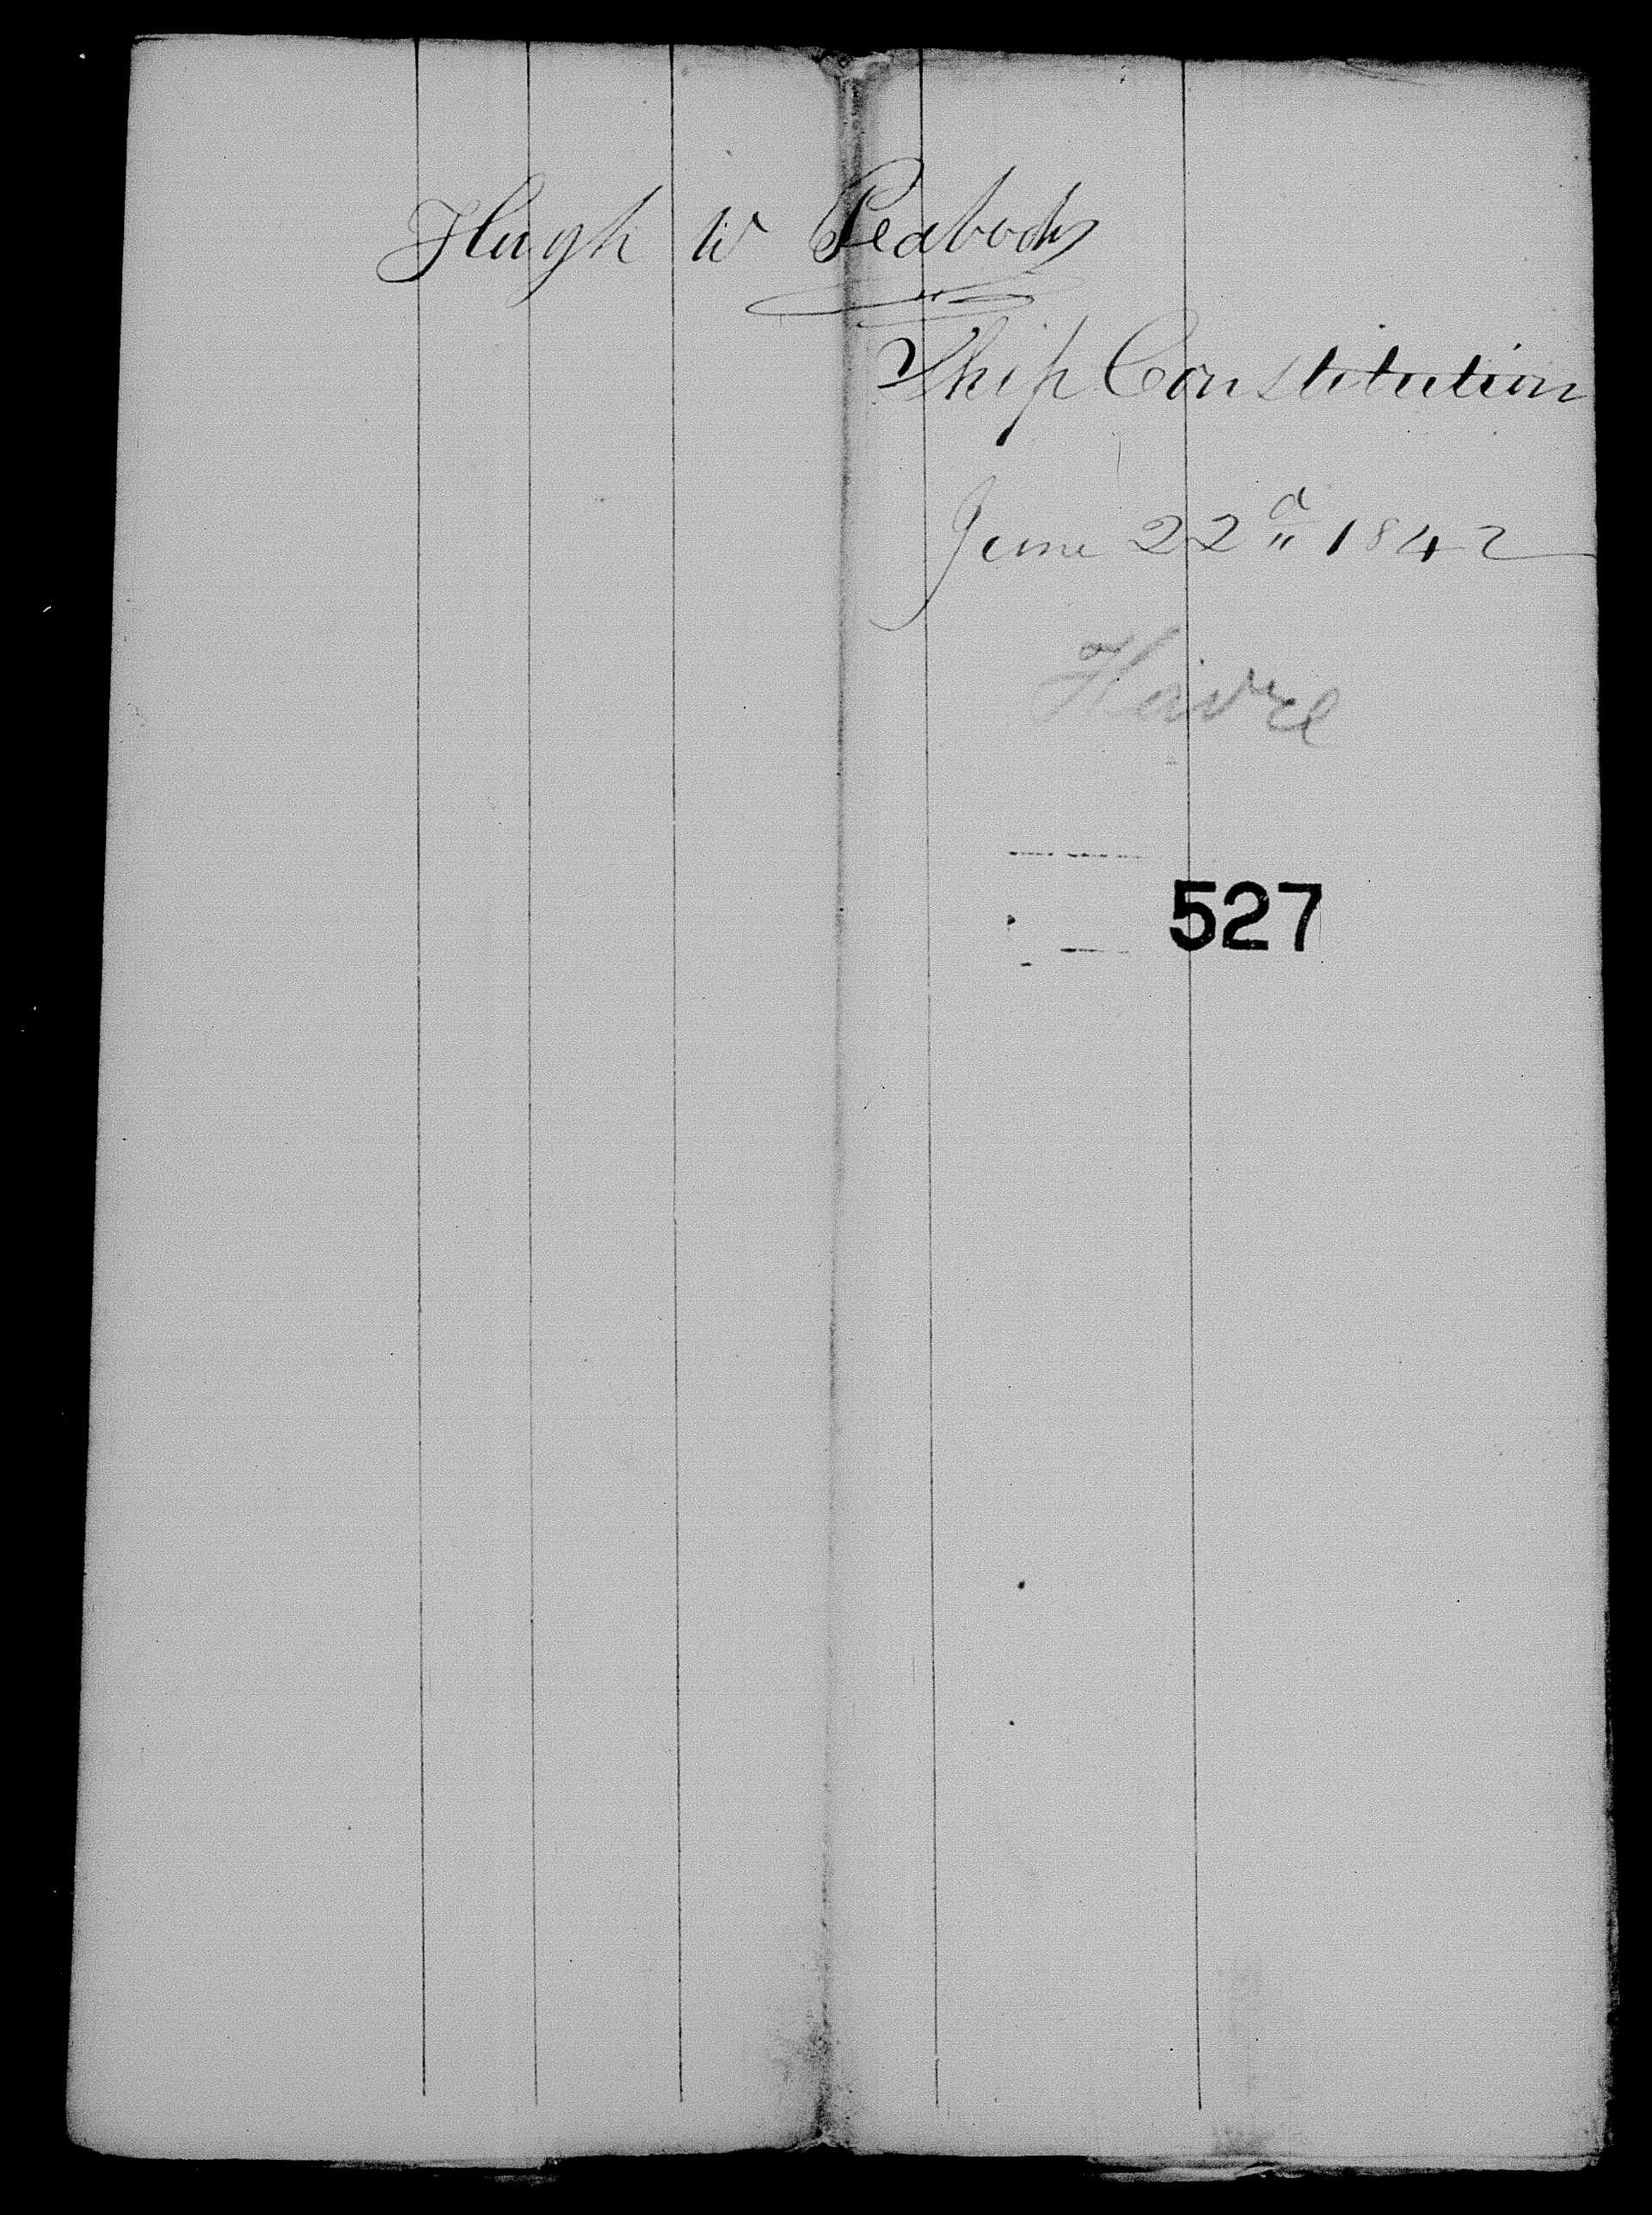 Hugh W Peabody
Ship Constitution
June 22d 1842
Havre
527